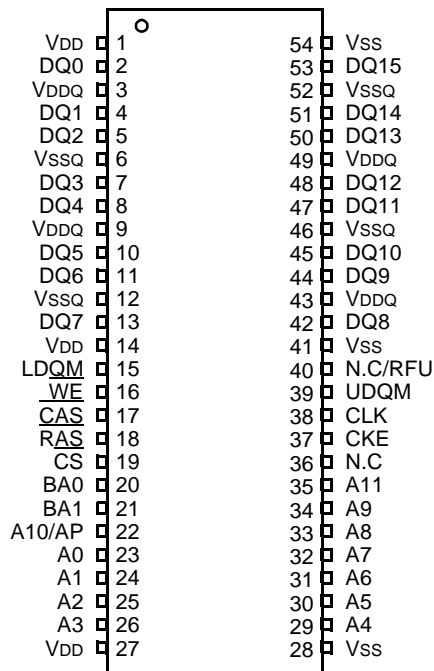 VDD 1 54 VSS
DQ0 2 53 DQ15
VDDQ 3 52 VSSQ
DQ1 4 51 DQ14
DQ2 5 50 DQ13
VSSQ 6 49 VDDQ
DQ3 7 48 DQ12
DQ4 8 47 DQ11
VDDQ 9 46 VSSQ
DQ5 10 45 DQ10
DQ6 11 44 DQ9
VSSQ 12 43 VDDQ
DQ7 13 42 DQ8
VDD 14 41 VSS
LDQM 15 40 N.C/RFU
WE 16 39 UDQM
CAS 17 38 CLK
RAS 18 37 CKE
CS 19 36 N.C
BA0 20 35 A11
BA1 21 34 A9
A10/AP 22 33 A8
A0 23 32 A7
A1 24 31 A6
A2 25 30 A5
A3 26 29 A4
VDD 27 28 VSS